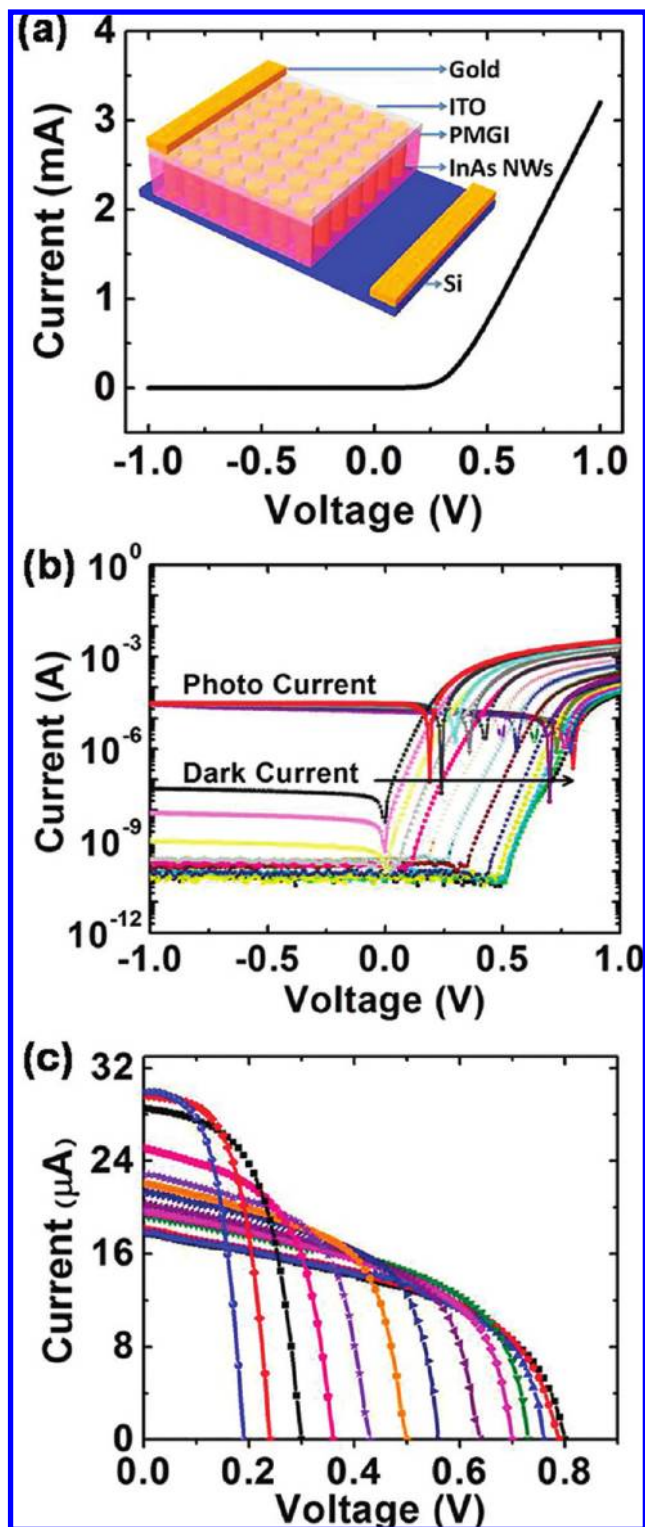 (a)
Current (mA)
4
3
2
1
0
Gold
ITO
PMGI
InAs NWs
Si
-1.0 -0.5 0.0 0.5 1.0
Voltage (V)
(b)
Current (A)
10^0
10^-3
10^-6
10^-9
10^-12
Photo Current
Dark Current
-1.0 -0.5 0.0 0.5 1.0
Voltage (V)
(c)
Current (μA)
32
24
16
8
0
0.0 0.2 0.4 0.6 0.8
Voltage (V)